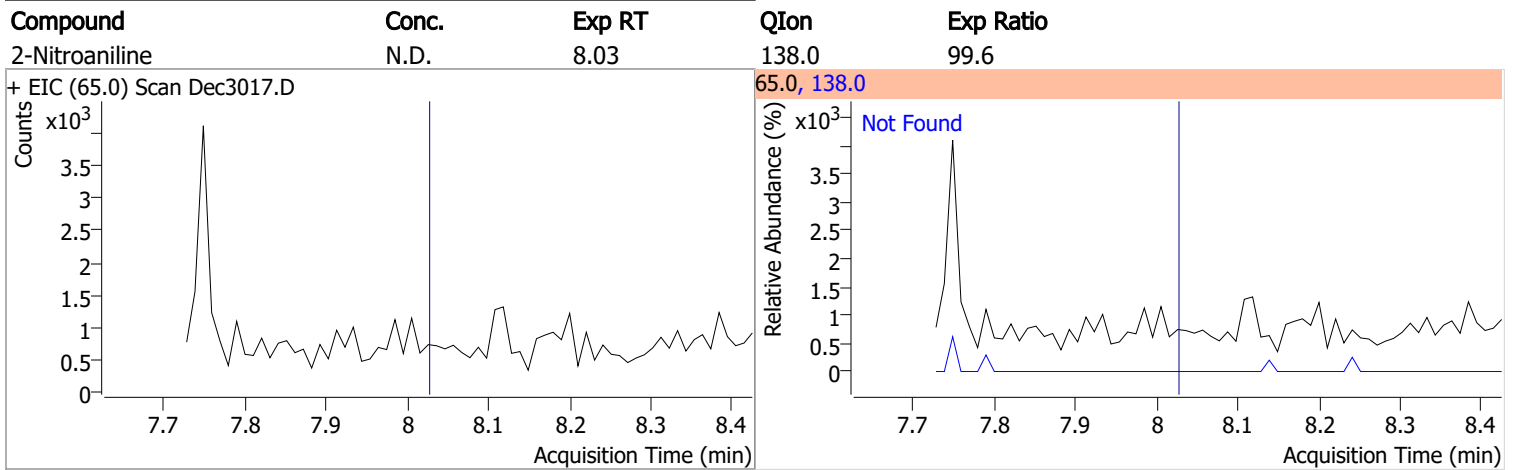 Compound Conc. Exp RT QIon Exp Ratio
2-Nitroaniline N.D. 8.03 138.0 99.6
+ EIC (65.0) Scan Dec3017.D
Counts
x10³
3.5
3
2.5
2
1.5
1
0.5
0
7.7 7.8 7.9 8 8.1 8.2 8.3 8.4
Acquisition Time (min)
65.0, 138.0
Relative Abundance (%)
x10³
Not Found
3.5
3
2.5
2
1.5
1
0.5
0
7.7 7.8 7.9 8 8.1 8.2 8.3 8.4
Acquisition Time (min)